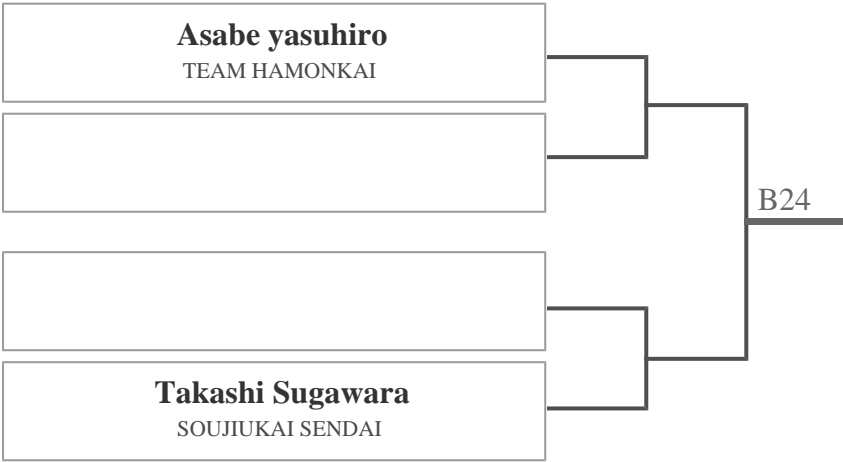 Asabe yasuhiro
TEAM HAMONKAI
B24
Takashi Sugawara
SOUJIUKAI SENDAI